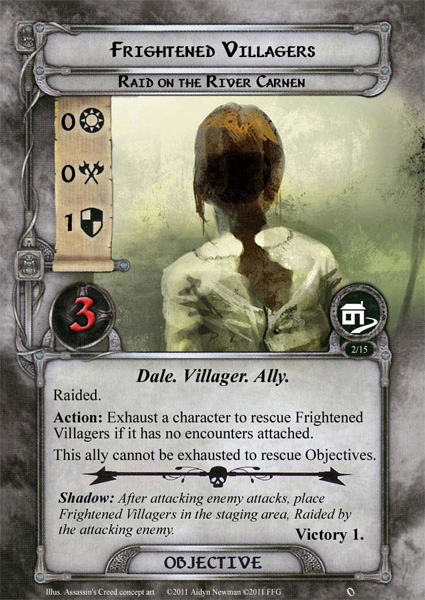 Frightened Villagers
Raid on the River Carnen
0
0
1
3
2/15
Dale. Villager. Ally.
Raided.
Action: Exhaust a character to rescue Frightened
Villagers if it has no encounters attached.
This ally cannot be exhausted to rescue Objectives.
Shadow: After attacking enemy attacks, place
Frightened Villagers in the staging area, Raided by
the attacking enemy.
Victory 1.
OBJECTIVE
Illus. Assassin's Creed concept art ©2011 Aidyn Newman ©2011 FFG 0